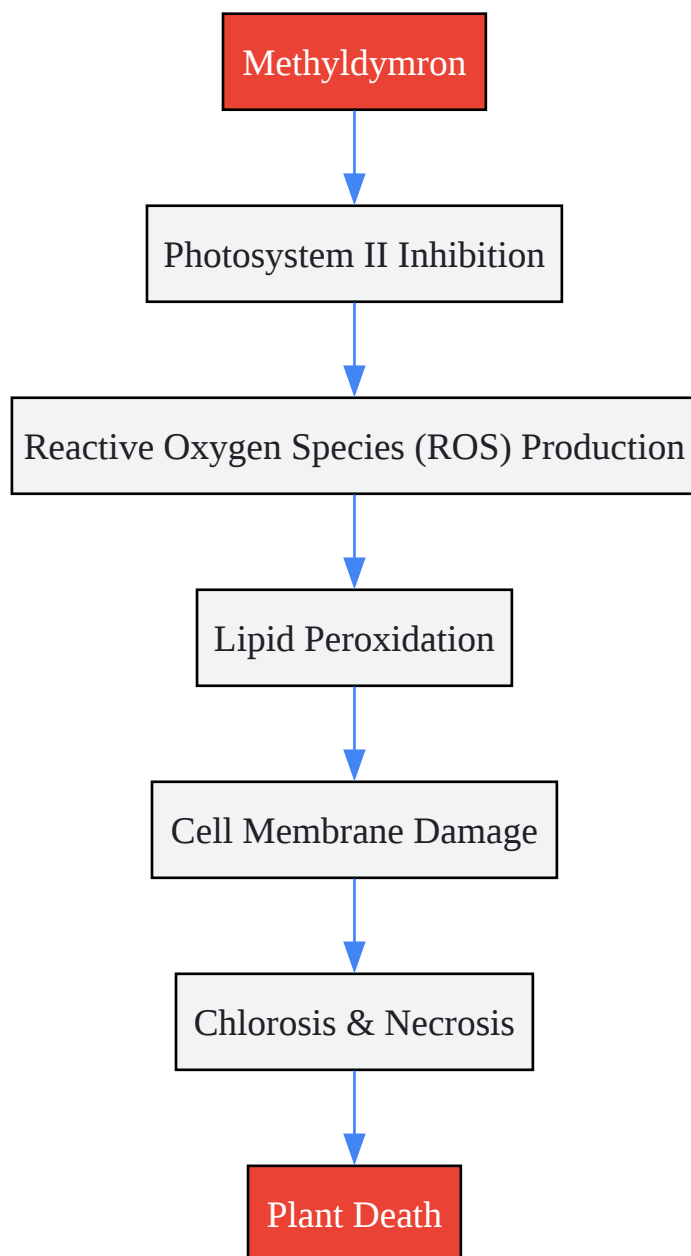 Methyldymron
Photosystem II Inhibition
Reactive Oxygen Species (ROS) Production
Lipid Peroxidation
Cell Membrane Damage
Chlorosis & Necrosis
Plant Death